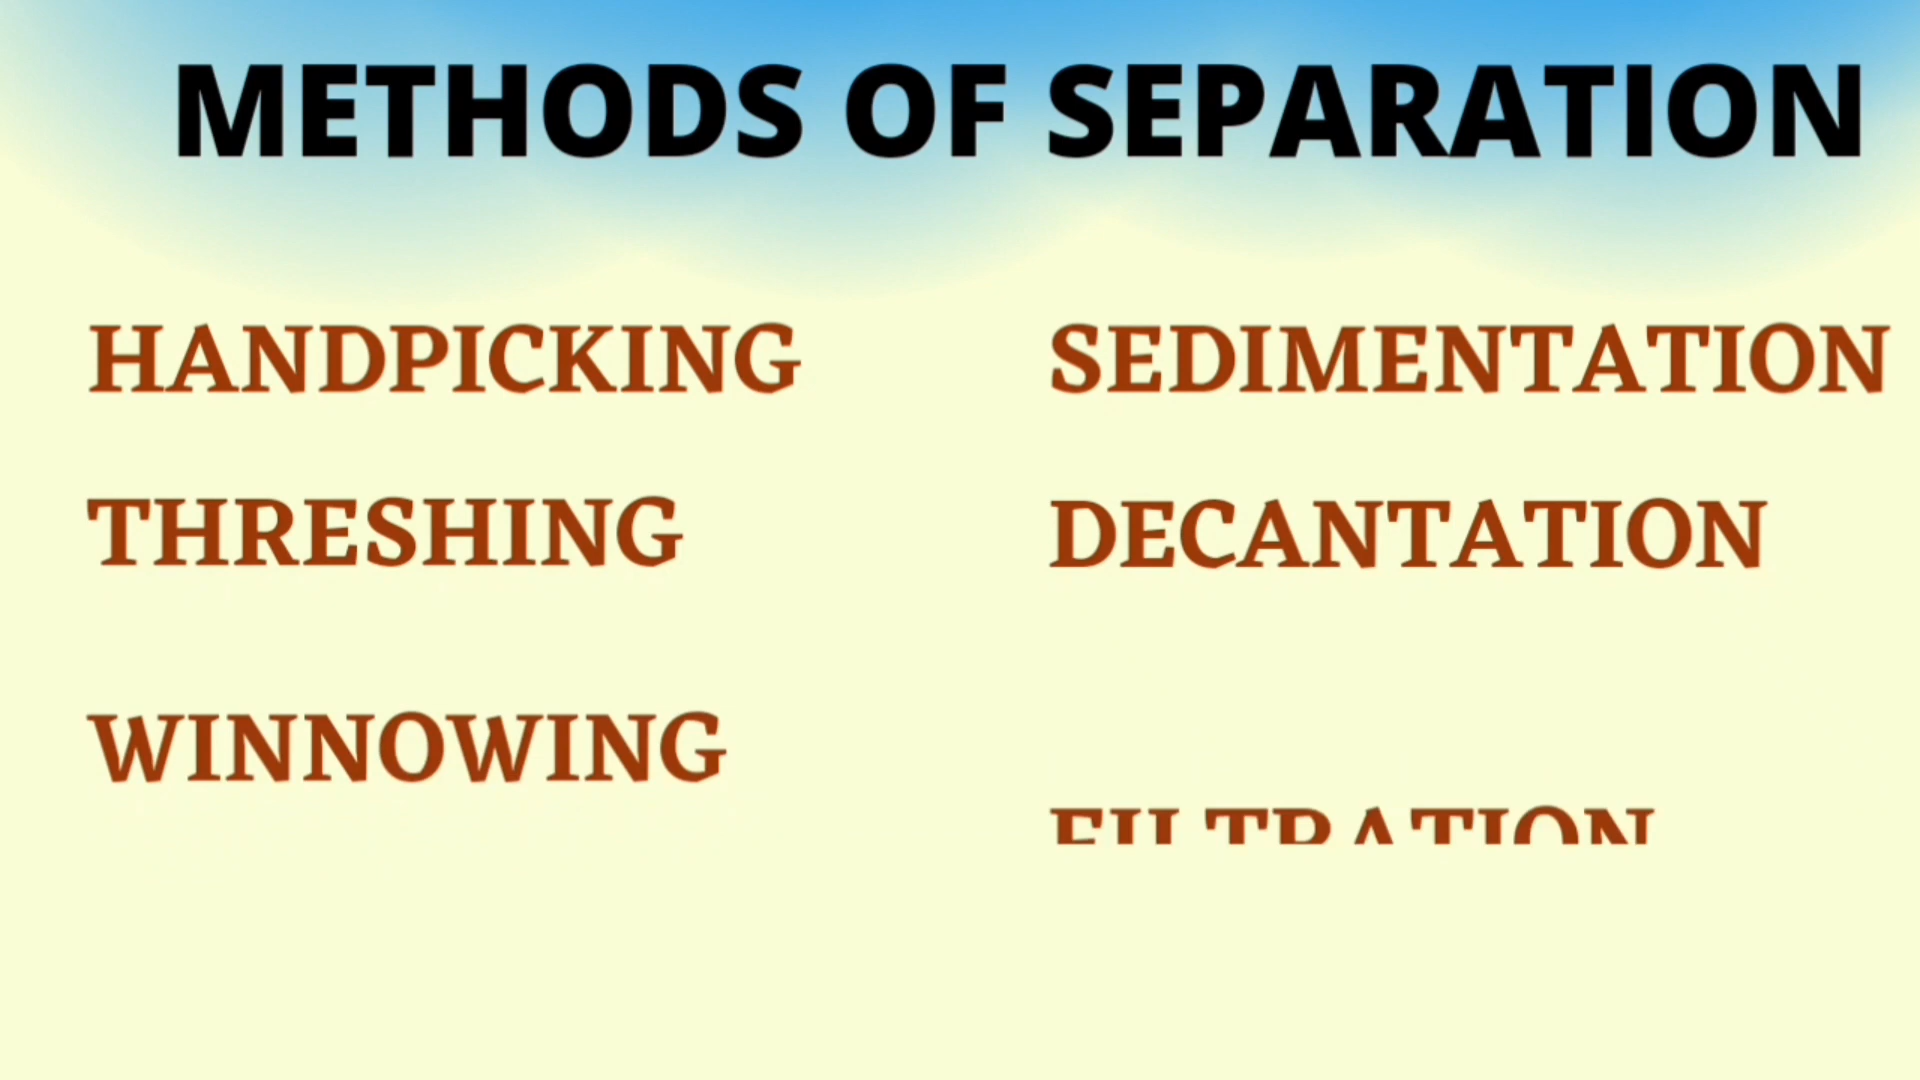 METHODS OF SEPARATION
HANDPICKING
THRESHING
WINNOWING
SEDIMENTATION
DECANTATION
FILTRATION